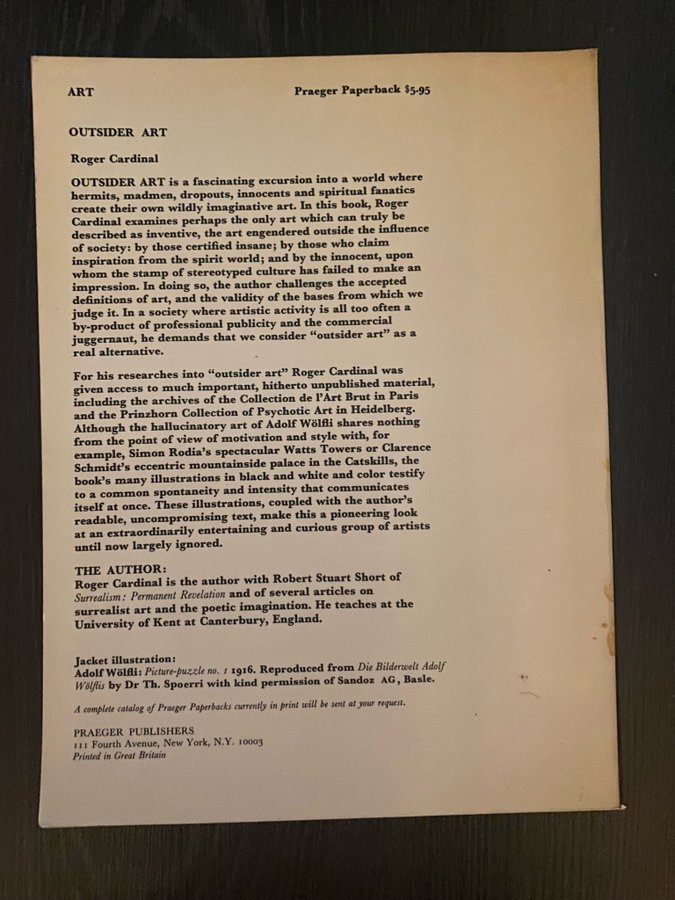 ART
Praeger Paperback $5.95
OUTSIDER ART
Roger Cardinal
OUTSIDER ART is a fascinating excursion into a world where
hermits, madmen, dropouts, innocents and spiritual fanatics
create their own wildly imaginative art. In this book, Roger
Cardinal examines perhaps the only art which can truly be
described as inventive, the art engendered outside the influence
of society: by those certified insane; by those who claim
inspiration from the spirit world; and by the innocent, upon
whom the stamp of stereotyped culture has failed to make an
impression. In doing so, the author challenges the accepted
definitions of art, and the validity of the bases from which we
judge it. In a society where artistic activity is all too often a
by-product of professional publicity and the commercial
juggernaut, he demands that we consider “outsider art” as a
real alternative.
For his researches into “outsider art” Roger Cardinal was
given access to much important, hitherto unpublished material,
including the archives of the Collection de l’Art Brut in Paris
and the Prinzhorn Collection of Psychotic Art in Heidelberg.
Although the hallucinatory art of Adolf Wölfli shares nothing
from the point of view of motivation and style with, for
example, Simon Rodia’s spectacular Watts Towers or Clarence
Schmidt’s eccentric mountainside palace in the Catskills, the
book’s many illustrations in black and white and color testify
to a common spontaneity and intensity that communicates
itself at once. These illustrations, coupled with the author’s
readable, uncompromising text, make this a pioneering look
at an extraordinarily entertaining and curious group of artists
until now largely ignored.
THE AUTHOR:
Roger Cardinal is the author with Robert Stuart Short of
Surrealism: Permanent Revelation and of several articles on
surrealist art and the poetic imagination. He teaches at the
University of Kent at Canterbury, England.
Jacket illustration:
Adolf Wölfli: Picture-puzzle no. 1 1916. Reproduced from Die Bilderwelt Adolf
Wölflis by Dr Th. Spoerri with kind permission of Sandoz AG, Basle.
A complete catalog of Praeger Paperbacks currently in print will be sent at your request.
PRAEGER PUBLISHERS
111 Fourth Avenue, New York, N.Y. 10003
Printed in Great Britain